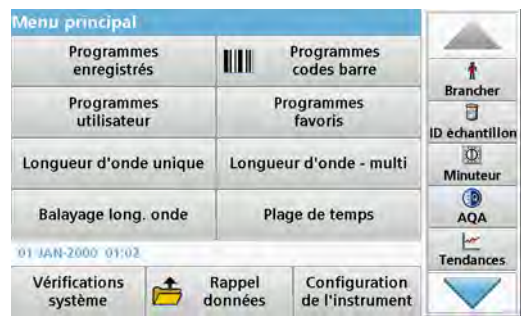 Menu principal
Programmes
enregistrés
Programmes
codes barre
Programmes
utilisateur
Programmes
favoris
Longueur d'onde unique
Longueur d'onde - multi
Balayage long. onde
Plage de temps
01-JAN-2000 01:02
Vérifications
système
Rappel
données
Configuration
de l'instrument
Brancher
ID échantillon
Minuteur
AQA
Tendances